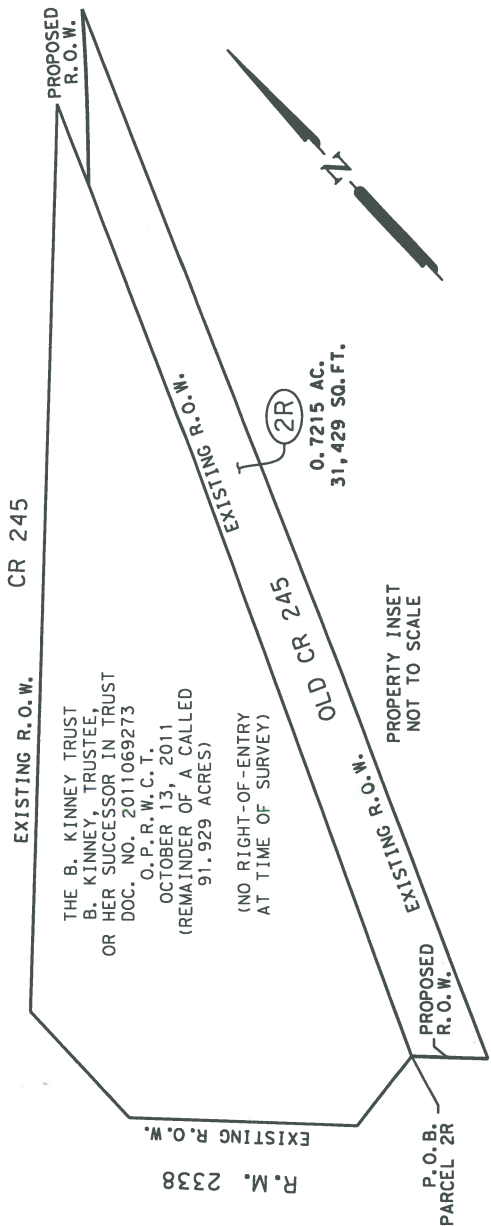 PROPOSED
R.O.W.
CR 245
EXISTING R.O.W.
THE B. KINNEY TRUST
B. KINNEY, TRUSTEE,
OR HER SUCCESSOR IN TRUST
DOC. NO. 2011069273
O.P.R.W.C.T.
OCTOBER 13, 2011
(REMAINDER OF A CALLED
91.929 ACRES)
(NO RIGHT-OF-ENTRY
AT TIME OF SURVEY)
EXISTING R.O.W.
2R
0.7215 AC.
31,429 SQ.FT.
N
OLD CR 245
EXISTING R.O.W.
PROPERTY INSET
NOT TO SCALE
PROPOSED
R.O.W.
P.O.B.
PARCEL 2R
EXISTING R.O.W.
R.M. 2338